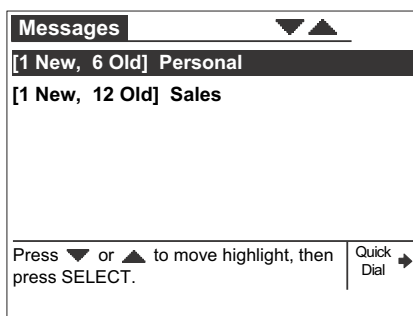 Messages
[1 New, 6 Old] Personal
[1 New, 12 Old] Sales
Press ▼ or ▲ to move highlight, then
press SELECT.
Quick
Dial